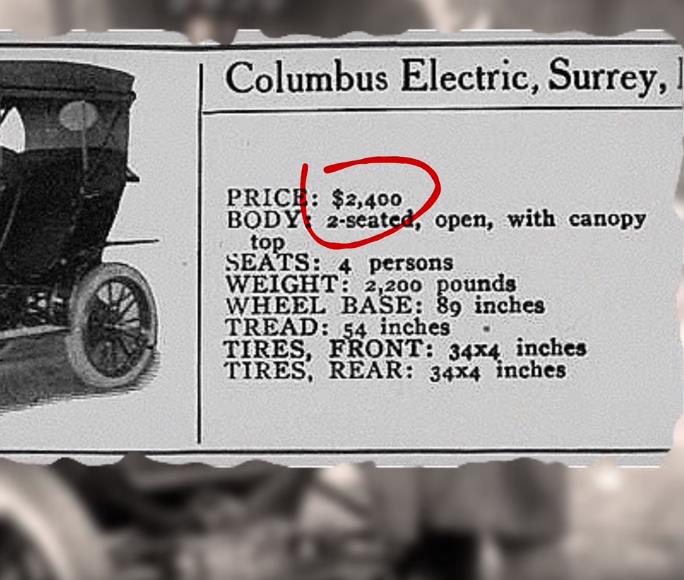 Columbus Electric, Surrey,
PRICE: $2,400
BODY: 2-seated, open, with canopy
top
SEATS: 4 persons
WEIGHT: 2,200 pounds
WHEEL BASE: 89 inches
TREAD: 54 inches
TIRES, FRONT: 34x4 inches
TIRES, REAR: 34x4 inches